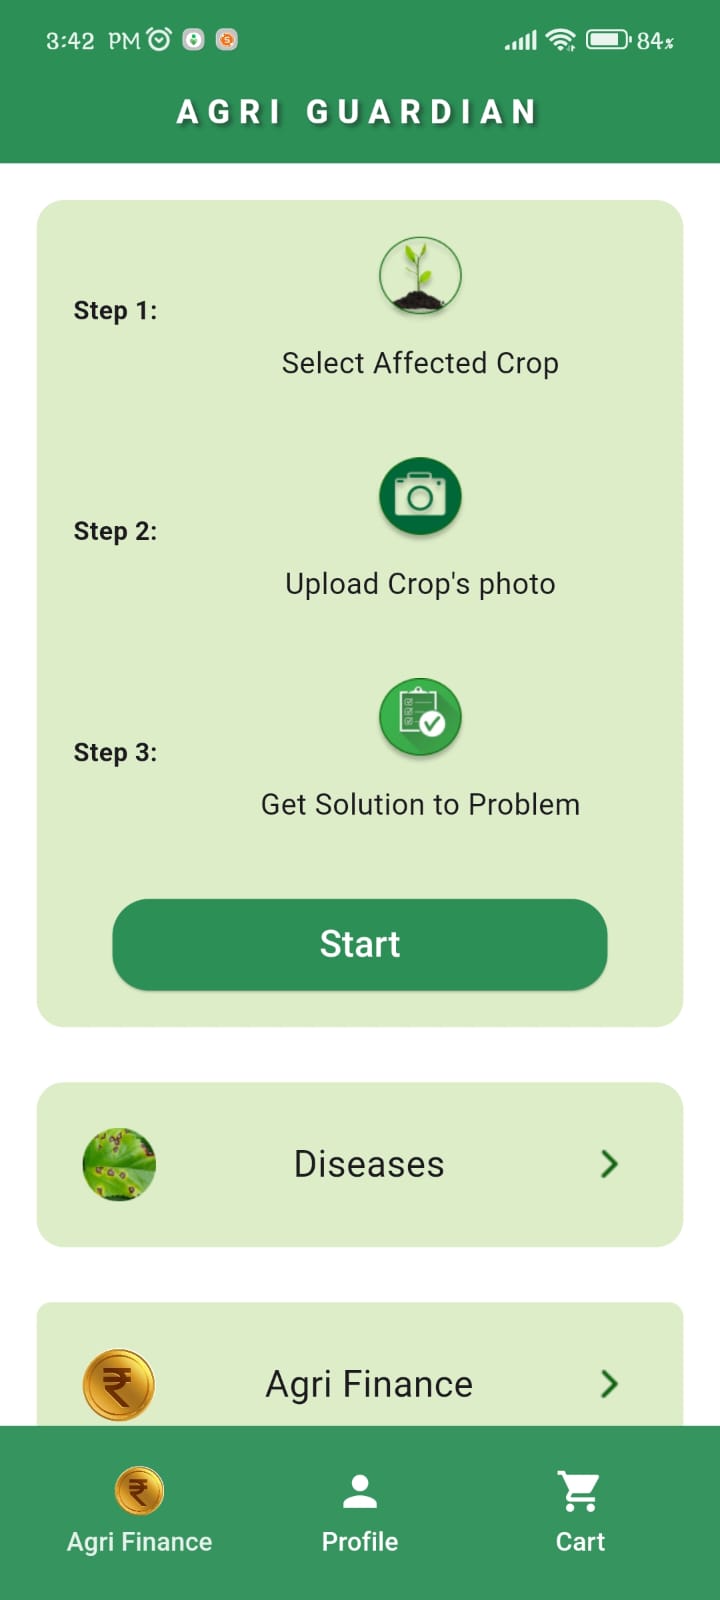 3:42 PM 84%
AGRI GUARDIAN
Step 1:
Select Affected Crop
Step 2:
Upload Crop's photo
Step 3:
Get Solution to Problem
Start
Diseases
₹ Agri Finance
₹
Agri Finance Profile Cart